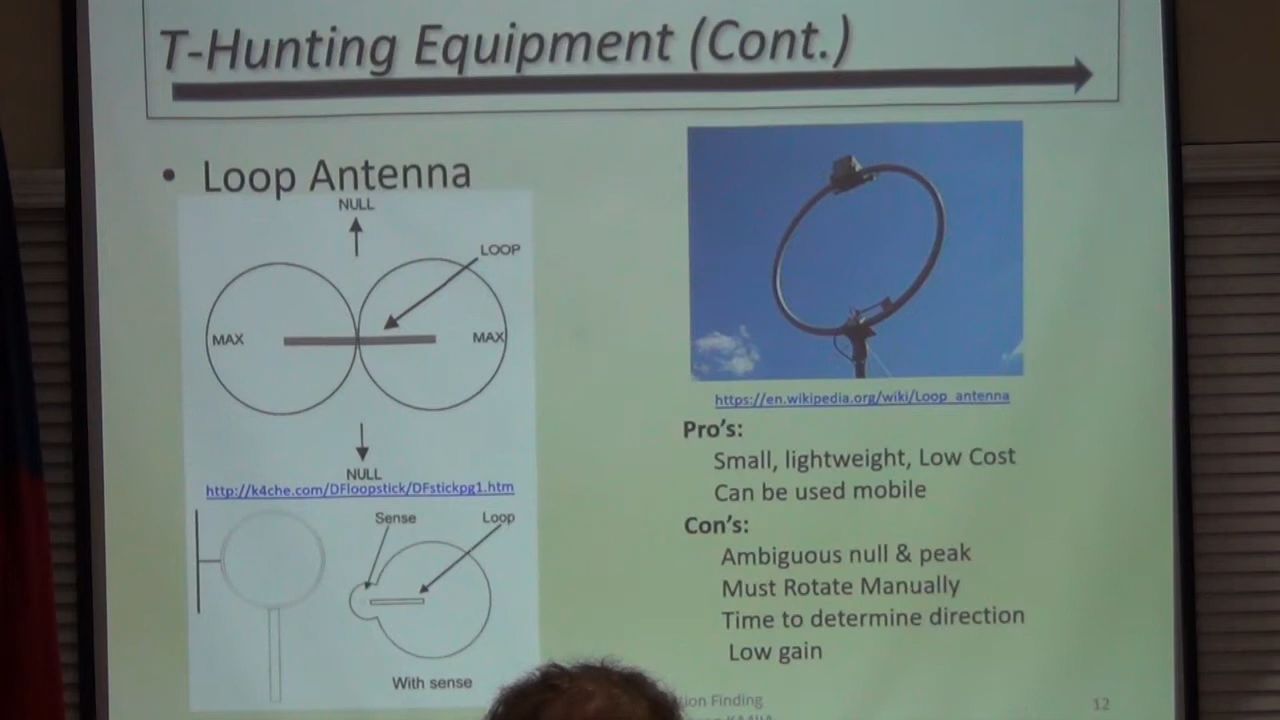 T-Hunting Equipment (Cont.)
• Loop Antenna
NULL
LOOP
MAX
MAX
NULL
http://k4che.com/DFloopstick/DFstickpg1.htm
Sense
Loop
With sense
https://en.wikipedia.org/wiki/Loop_antenna
Pro's:
Small, lightweight, Low Cost
Can be used mobile
Con's:
Ambiguous null & peak
Must Rotate Manually
Time to determine direction
Low gain
Finding
12